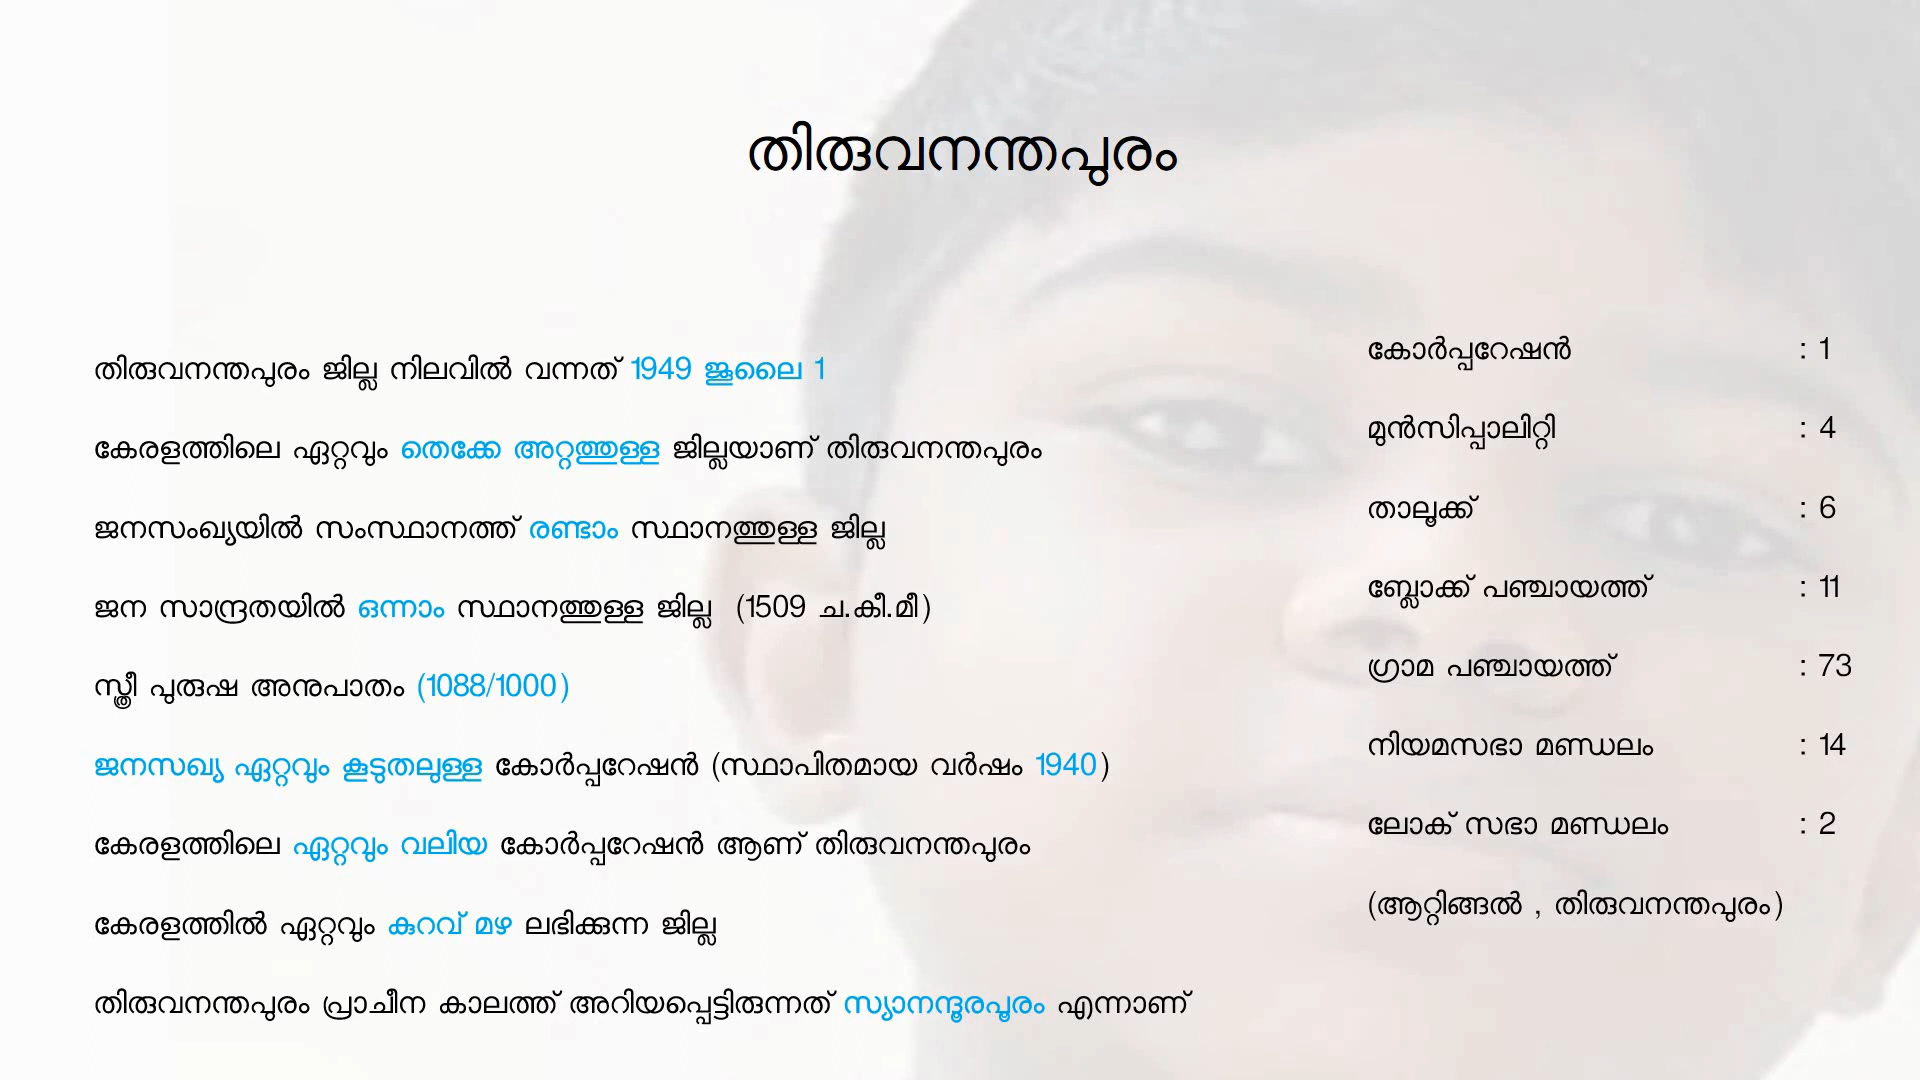 തിരുവനന്തപുരം
തിരുവനന്തപുരം ജില്ല നിലവിൽ വന്നത് 1949 ജൂലൈ 1
കേരളത്തിലെ ഏറ്റവും തെക്കേ അറ്റത്തുള്ള ജില്ലയാണ് തിരുവനന്തപുരം
ജനസംഖ്യയിൽ സംസ്ഥാനത്ത് രണ്ടാം സ്ഥാനത്തുള്ള ജില്ല
ജന സാന്ദ്രതയിൽ ഒന്നാം സ്ഥാനത്തുള്ള ജില്ല (1509 ച.കീ.മീ)
സ്ത്രീ പുരുഷ അനുപാതം (1088/1000)
ജനസഖ്യ ഏറ്റവും കൂടുതലുള്ള കോർപ്പറേഷൻ (സ്ഥാപിതമായ വർഷം 1940)
കേരളത്തിലെ ഏറ്റവും വലിയ കോർപ്പറേഷൻ ആണ് തിരുവനന്തപുരം
കേരളത്തിൽ ഏറ്റവും കുറവ് മഴ ലഭിക്കുന്ന ജില്ല
തിരുവനന്തപുരം പ്രാചീന കാലത്ത് അറിയപ്പെട്ടിരുന്നത് സ്യാനന്ദൂരപൂരം എന്നാണ്
കോർപ്പറേഷൻ : 1
മുൻസിപ്പാലിറ്റി : 4
താലൂക്ക് : 6
ബ്ലോക്ക് പഞ്ചായത്ത് : 11
ഗ്രാമ പഞ്ചായത്ത് : 73
നിയമസഭാ മണ്ഡലം : 14
ലോക് സഭാ മണ്ഡലം : 2
(ആറ്റിങ്ങൽ , തിരുവനന്തപുരം)